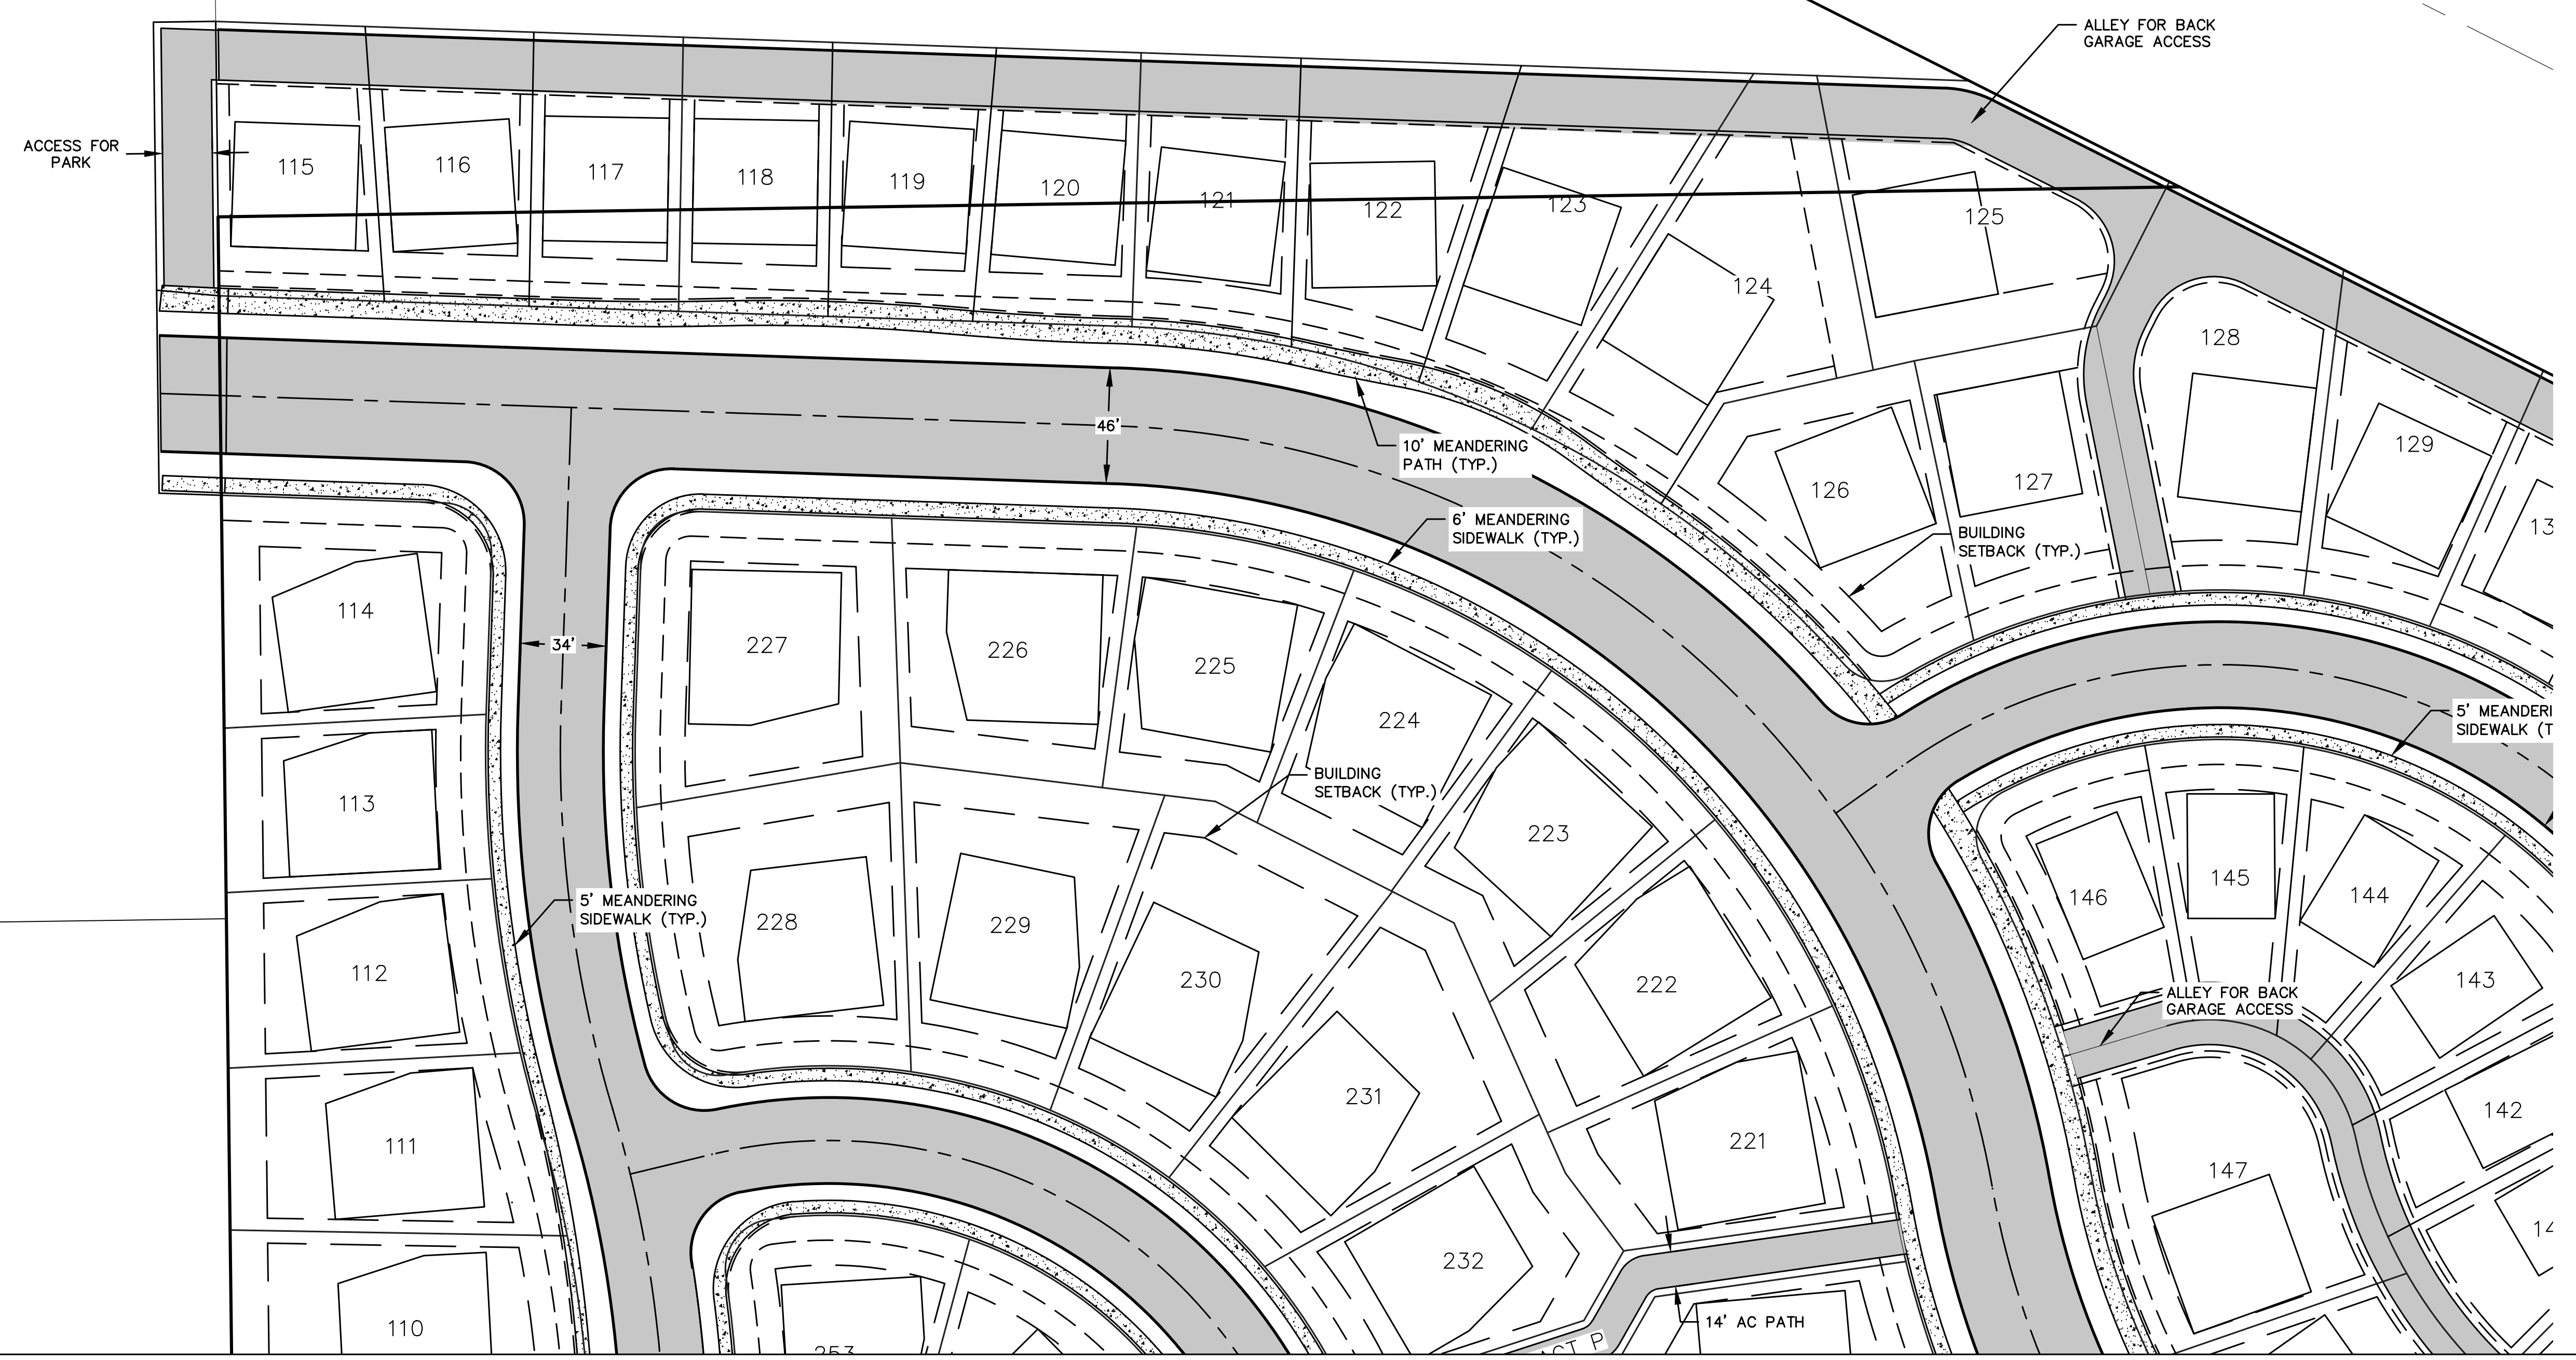 ALLEY FOR BACK
GARAGE ACCESS
ACCESS FOR
PARK
115
116
117
118
119
120
121
122
123
124
125
128
129
126
127
46'
10' MEANDERING
PATH (TYP.)
6' MEANDERING
SIDEWALK (TYP.)
BUILDING
SETBACK (TYP.)
114
34'
227
226
225
224
5' MEANDERI
SIDEWALK (T
BUILDING
SETBACK (TYP.)
113
223
146
145
144
5' MEANDERING
SIDEWALK (TYP.)
228
229
230
222
143
112
ALLEY FOR BACK
GARAGE ACCESS
231
142
111
221
147
232
110
14' AC PATH
253